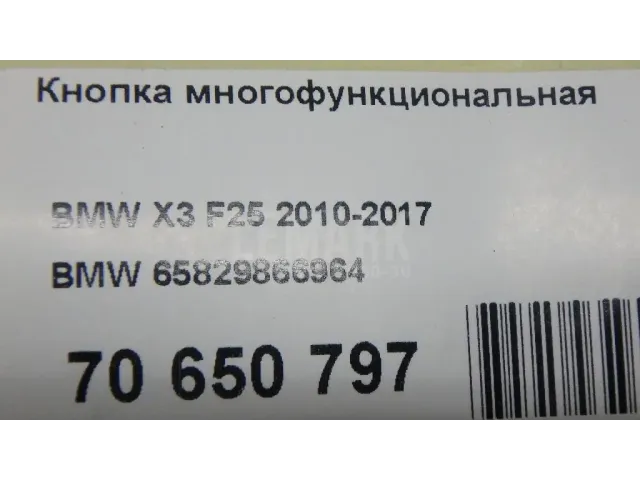 Кнопка многофункциональная
BMW X3 F25 2010-2017
BMW 65829866964
70 650 797